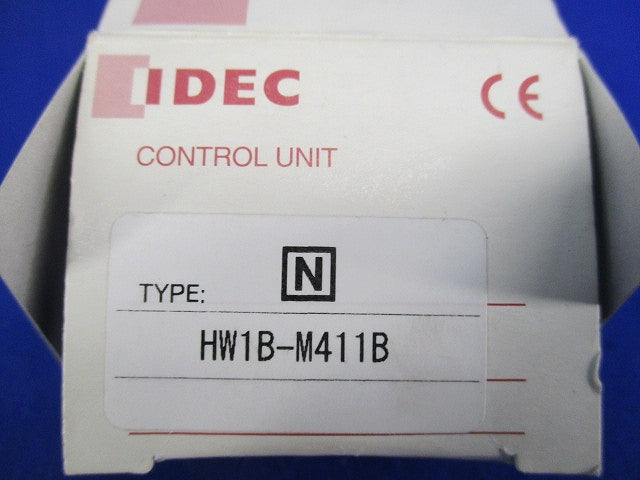 IDEC CE
CONTROL UNIT
N
TYPE:
HW1B-M411B